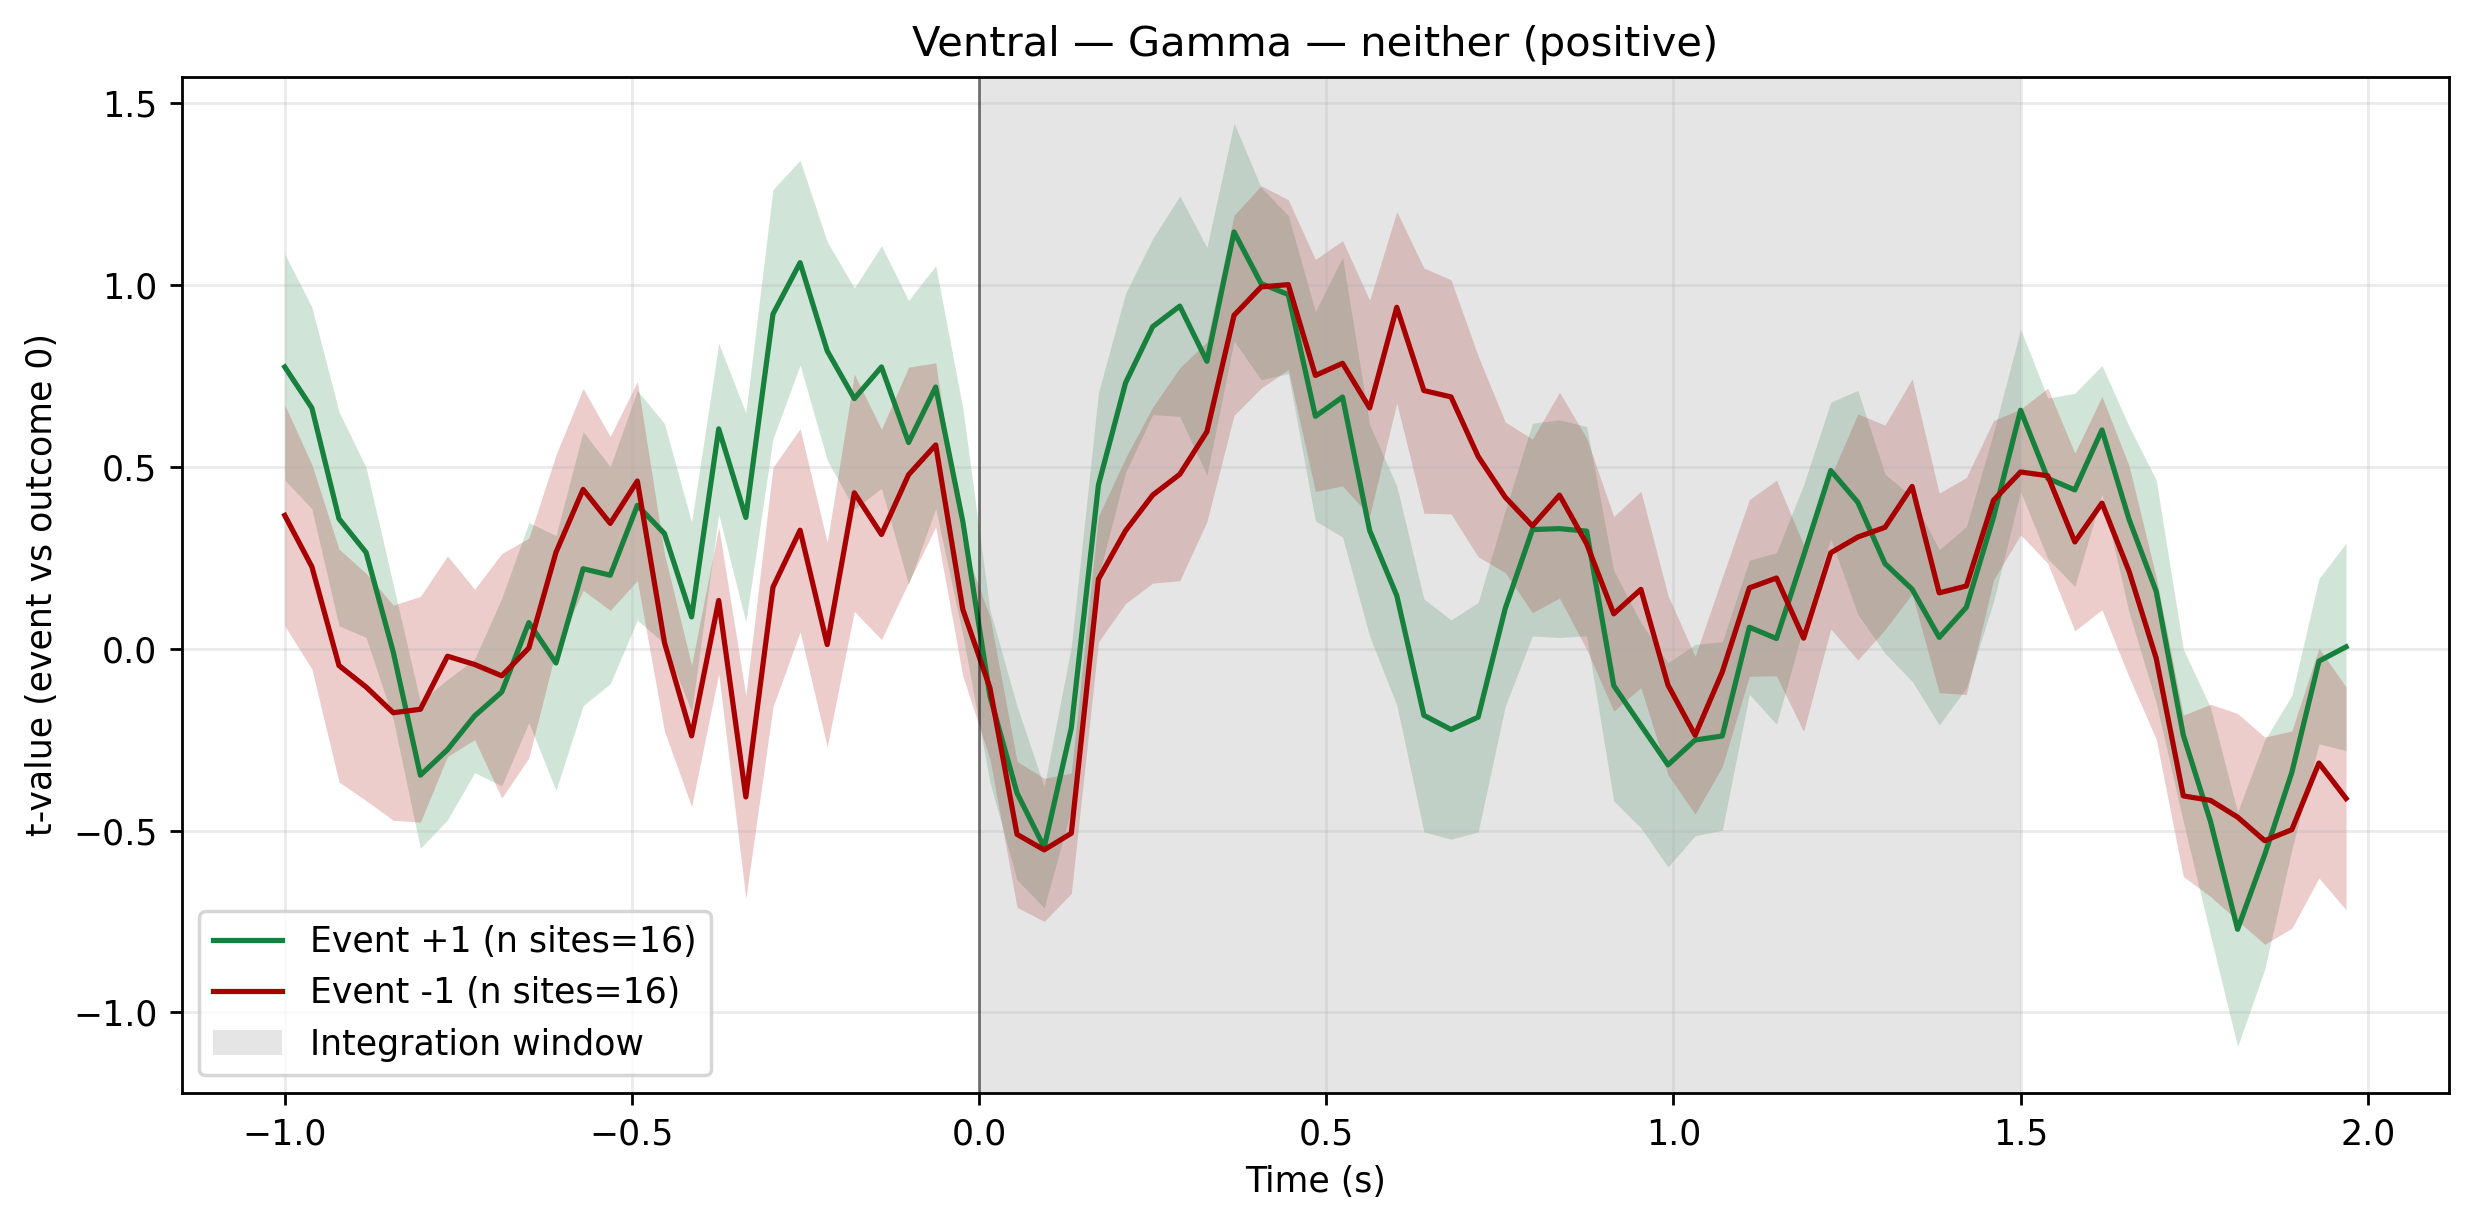 Ventral — Gamma — neither (positive)
t-value (event vs outcome 0)
1.5
1.0
0.5
0.0
−0.5
−1.0
Event +1 (n sites=16)
Event -1 (n sites=16)
Integration window
−1.0
−0.5
0.0
0.5
1.0
1.5
2.0
Time (s)